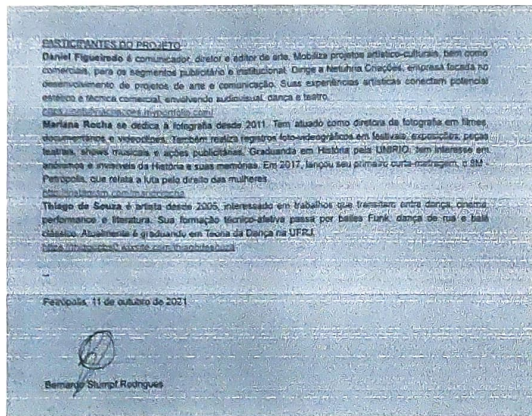 PARTICIPANTES DO PROJETO
Daniel Figueiredo é comunicador, diretor e editor de arte. Mobiliza projetos artístico-culturais, bem como
comerciais, para os segmentos publicitário e institucional. Dirige a Criações, empresa focada no
desenvolvimento de projetos de arte e comunicação. Suas experiências artísticas conectam potencial
estético e técnica comercial, envolvendo audiovisual, dança e teatro.
Mariana Rocha se dedica à fotografia desde 2011. Tem atuado como diretora de fotografia em filmes,
documentários e videoclipes. Também realiza registros foto-videográficos em festivais, exposições, peças
teatrais, shows musicais e ações publicitárias. Graduanda em História pela UNIRIO, tem interesse em
anônimos e invisíveis da História e suas memórias. Em 2017, lançou seu primeiro curta-metragem, o 8M
Petrópolis, que relata a luta pelo direito das mulheres.
Thiago de Souza é artista desde 2005, interessado em trabalhos que transitam entre dança, cinema,
performance e literatura. Sua formação técnico-afetiva passa por bailes Funk, dança de rua e balé
clássico. Atualmente é graduando em Teoria da Dança na UFRJ.
--
Petrópolis, 11 de outubro de 2021
Bernardo Stumpf Rodrigues